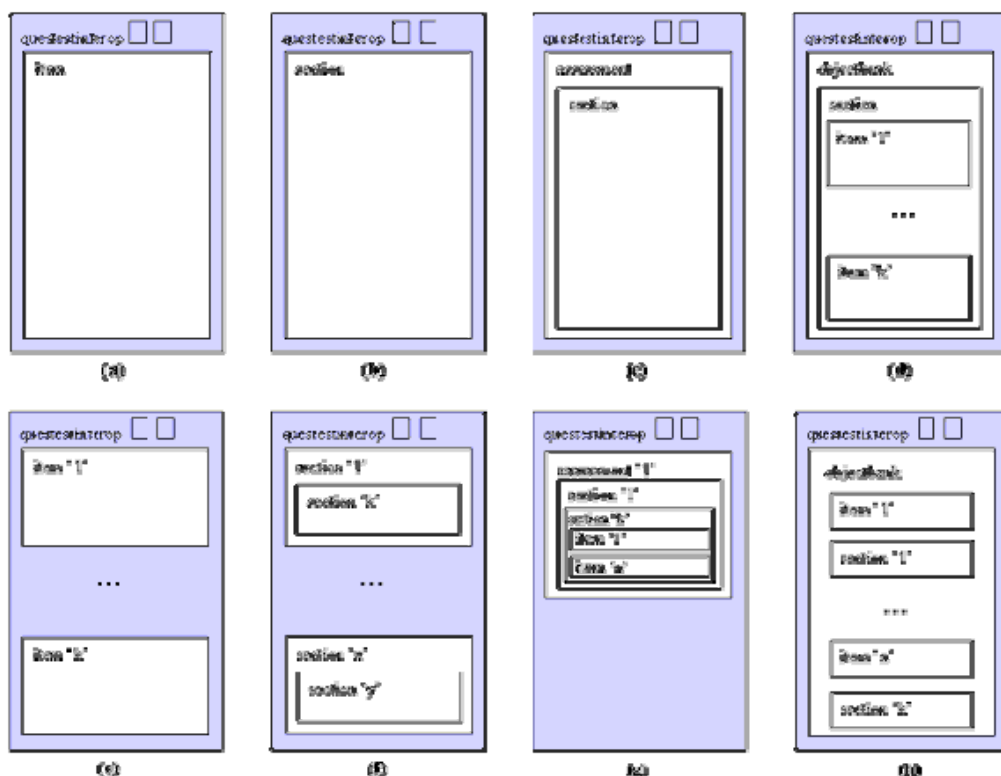 questestinterop
item
(a)
questestinterop
section
(b)
questestinterop
assessment
section
(c)
questestinterop
objectbank
section
item "1"
...
item "k"
(d)
questestinterop
item "1"
...
item "k"
(e)
questestinterop
section "1"
section "k"
...
section "n"
section "y"
(f)
questestinterop
assessment "1"
section "1"
section "k"
item "1"
item "n"
(g)
questestinterop
objectbank
item "1"
section "1"
...
item "n"
section "k"
(h)